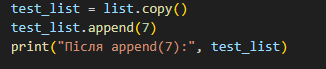 test_list = list.copy()
test_list.append(7)
print("Після append(7):", test_list)